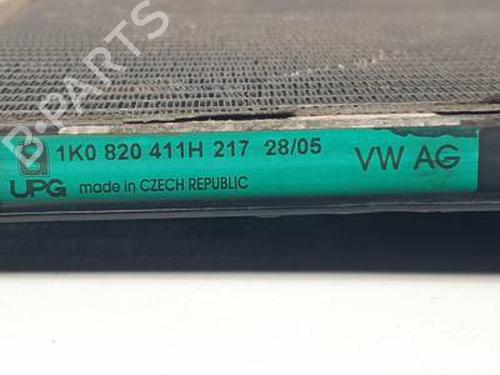 B-PARTS
1K0 820 411H 217 28/05 VW AG
UPG made in CZECH REPUBLIC